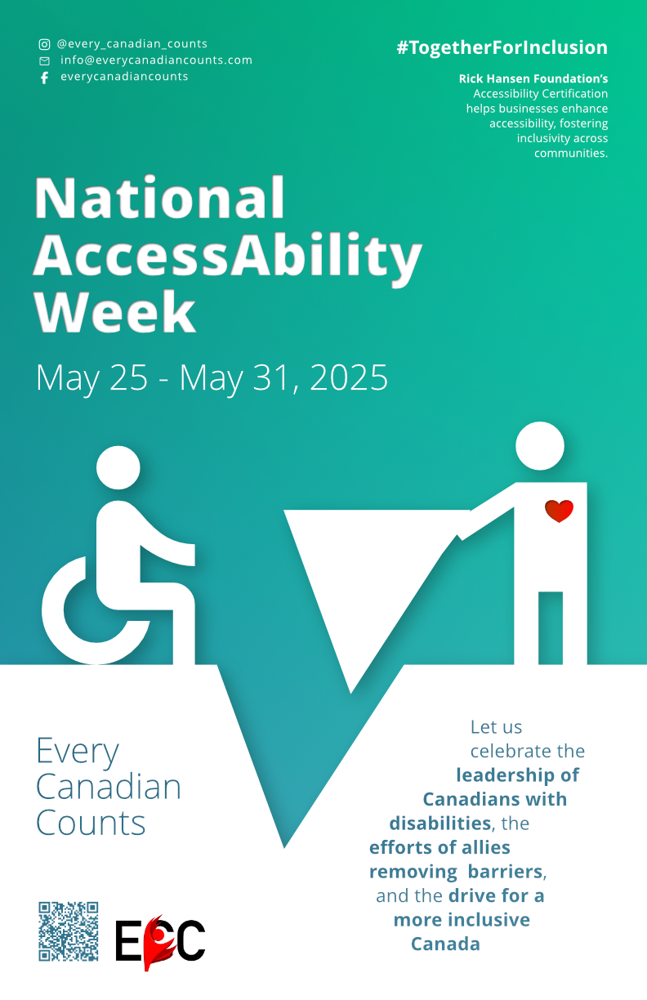 @every_canadian_counts
info@everycanadiancounts.com
everycanadiancounts
#TogetherForInclusion
Rick Hansen Foundation’s
Accessibility Certification
helps businesses enhance
accessibility, fostering
inclusivity across
communities.
National
AccessAbility
Week
May 25 - May 31, 2025
Every
Canadian
Counts
Let us
celebrate the
leadership of
Canadians with
disabilities, the
efforts of allies
removing barriers,
and the drive for a
more inclusive
Canada
ECC